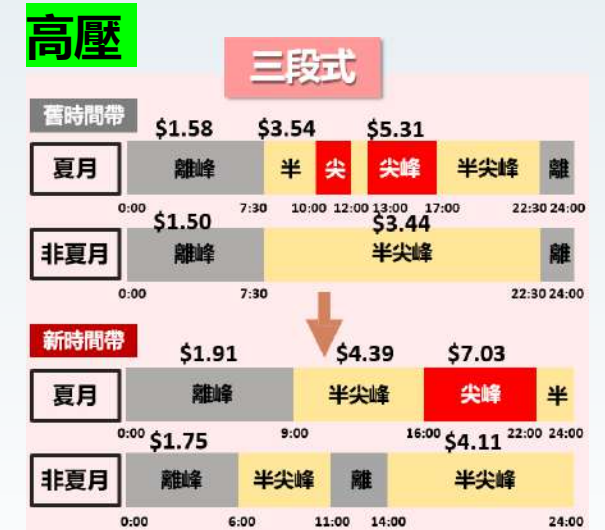 高壓
三段式
舊時間帶
$1.58 $3.54 $5.31
夏月 離峰 半 尖 尖峰 半尖峰 離
0:00 7:30 10:00 12:00 13:00 17:00 22:30 24:00
$1.50 $3.44
非夏月 離峰 半尖峰 離
0:00 7:30 22:30 24:00
新時間帶
$1.91 $4.39 $7.03
夏月 離峰 半尖峰 尖峰 半
0:00 9:00 16:00 22:00 24:00
$1.75 $4.11
非夏月 離峰 半尖峰 離 半尖峰
0:00 6:00 11:00 14:00 24:00